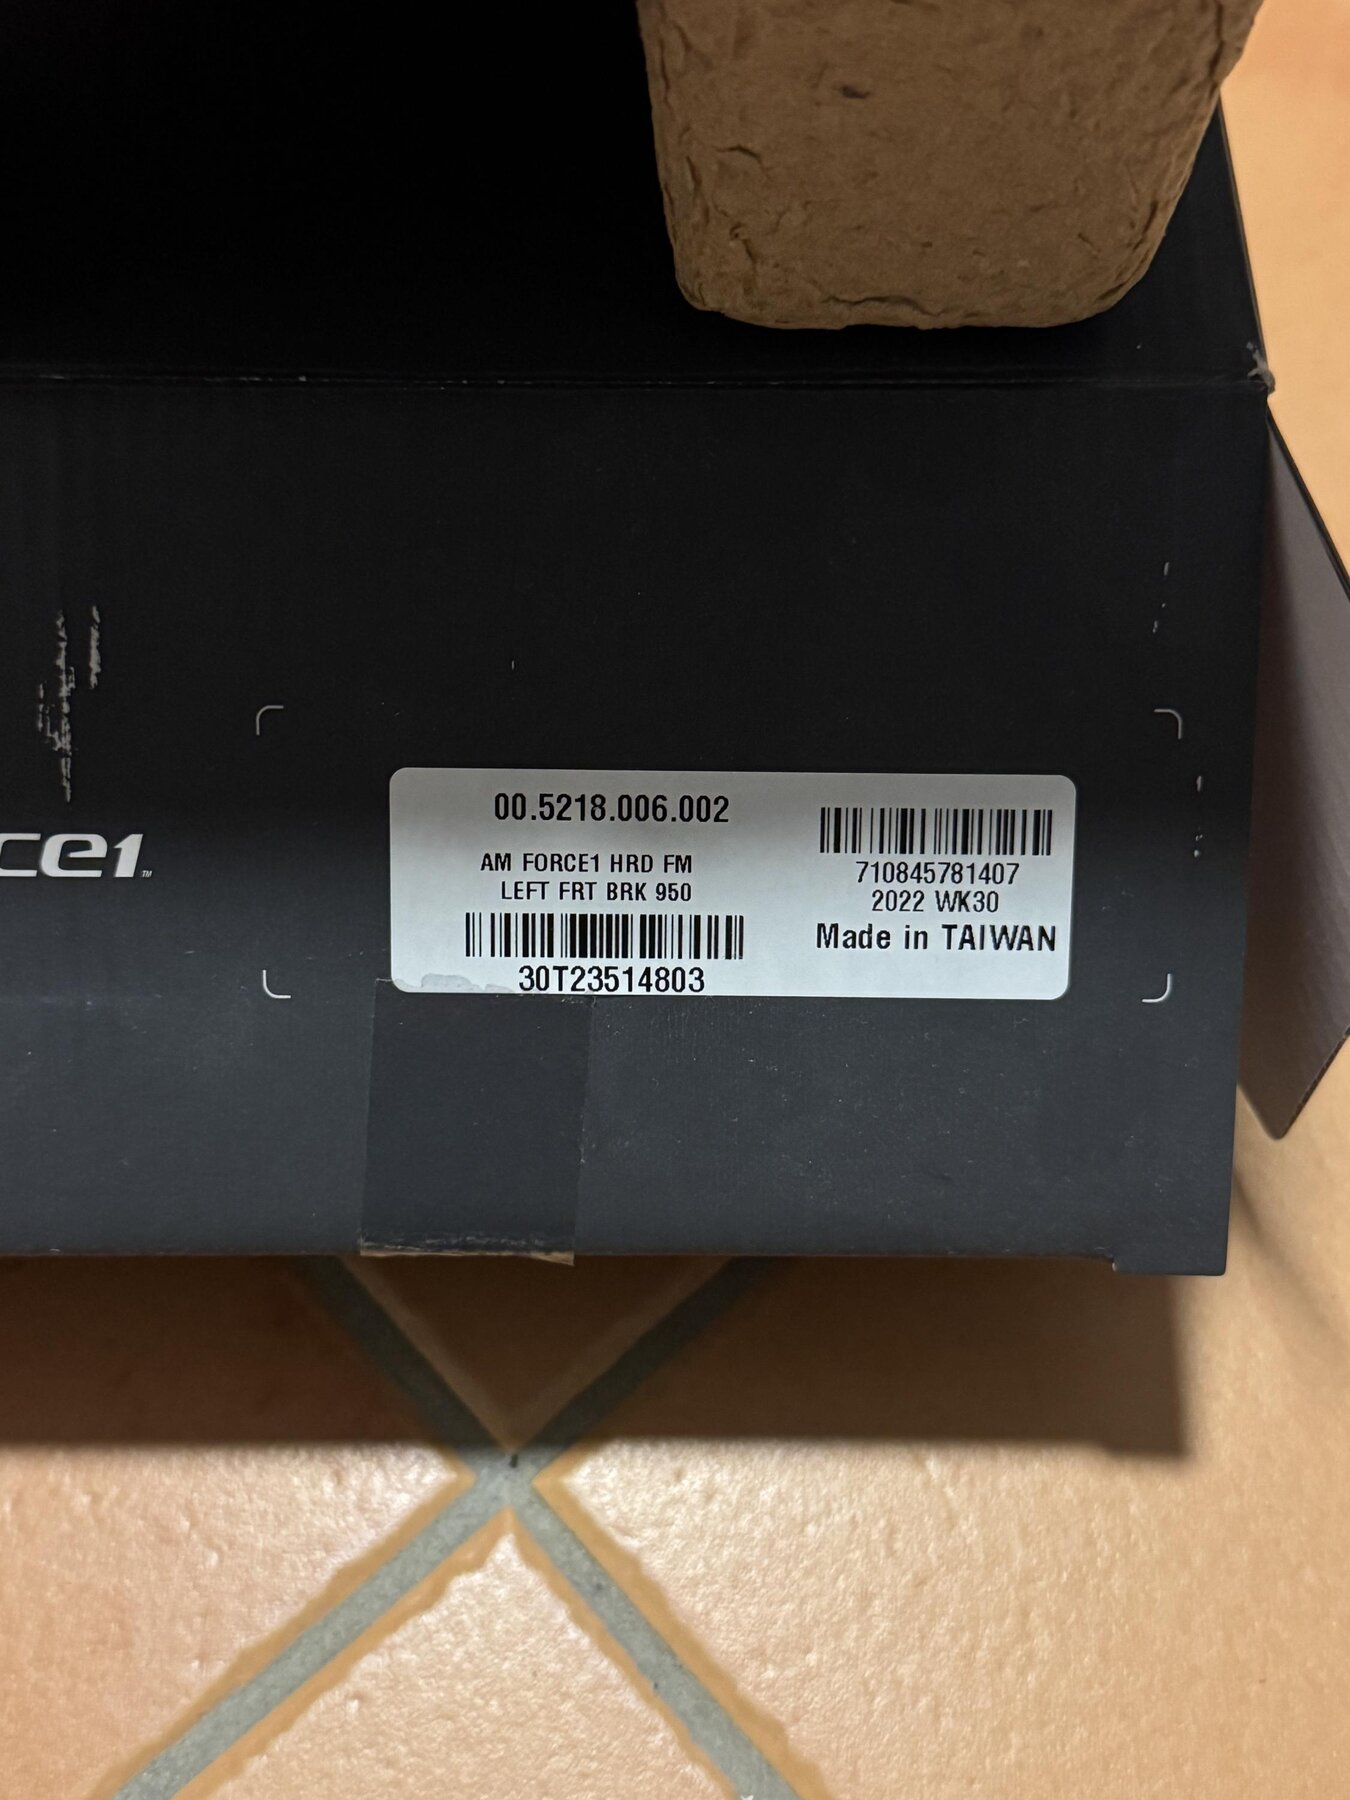 ce1™
00.5218.006.002
AM FORCE1 HRD FM
LEFT FRT BRK 950
30T23514803
710845781407
2022 WK30
Made in TAIWAN